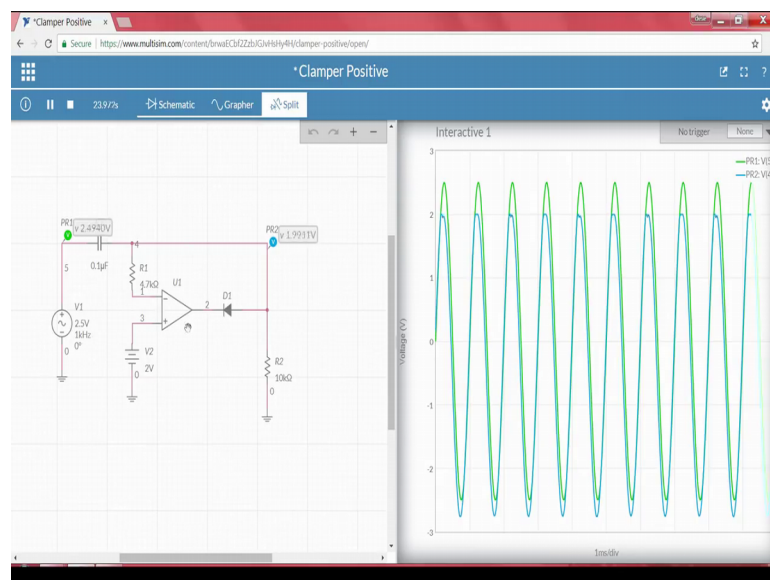 *Clamper Positive
Secure | https://www.multisim.com/content/brwaECbf2ZzbJGJvHsHy4H/clamper-positive/open/
*Clamper Positive
?
23.972s
Schematic
Grapher
Split
Interactive 1
No trigger
None
PR1: V(5
PR2: V(4
PR1
v 2.4940V
PR2
v 1.9911V
4
5
0.1µF
R1
4.7kΩ
1
U1
2
D1
3
V1
2.5V
1kHz
0°
0
V2
2V
0
R2
10kΩ
0
Voltage (V)
3
2
1
0
-1
-2
-3
1ms/div